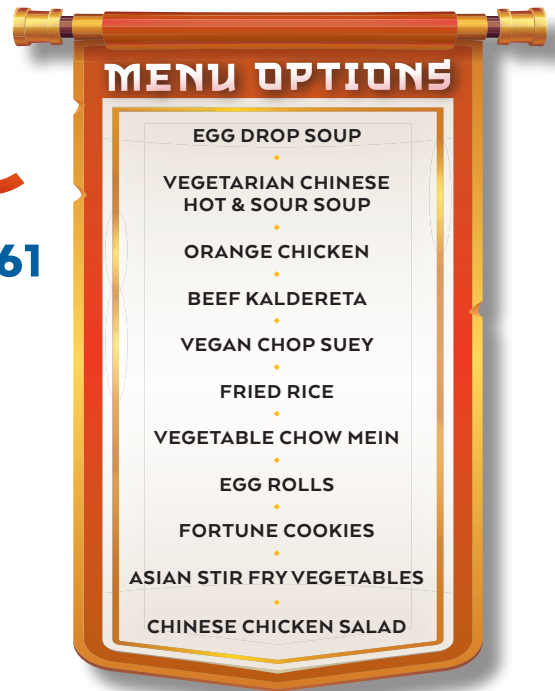 MENU OPTIONS
EGG DROP SOUP
VEGETARIAN CHINESE
HOT & SOUR SOUP
61
ORANGE CHICKEN
BEEF KALDERETA
VEGAN CHOP SUEY
FRIED RICE
VEGETABLE CHOW MEIN
EGG ROLLS
FORTUNE COOKIES
ASIAN STIR FRY VEGETABLES
CHINESE CHICKEN SALAD